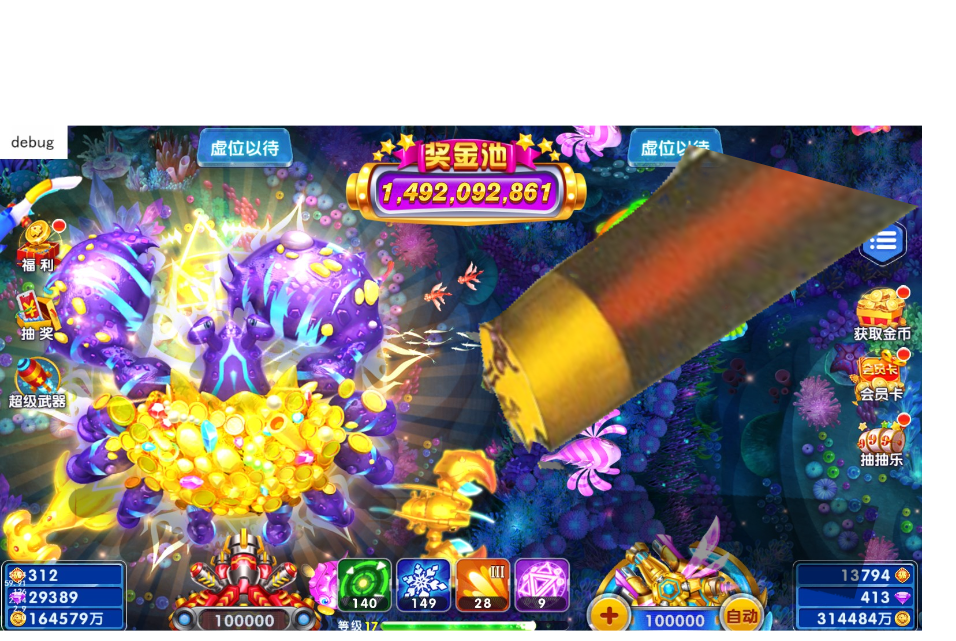 debug
虚位以待
奖金池
虚位以待
1,492,092,861
福利
抽奖
超级武器
获取金币
会员卡
会员卡
抽抽乐
312
29389
164579万
100000
140
149
III
28
9
等级17
100000
自动
13794
413
314484万